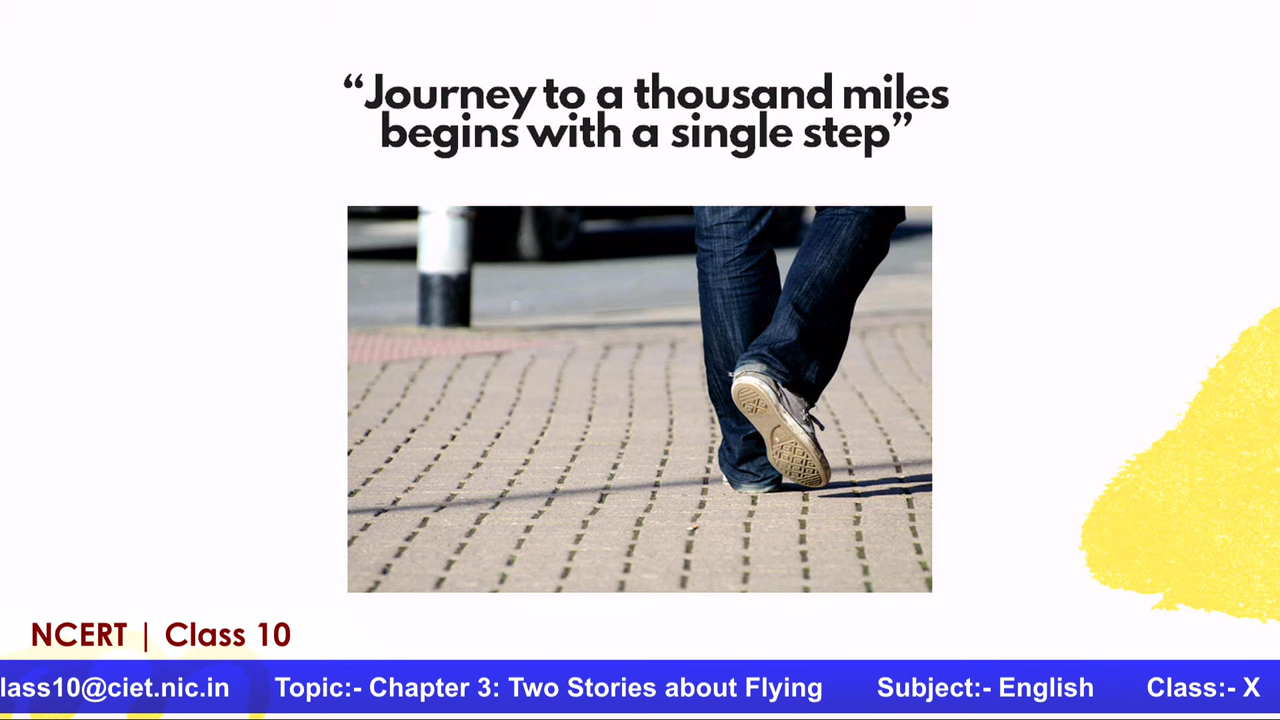 “Journey to a thousand miles
begins with a single step”
NCERT | Class 10
lass10@ciet.nic.in Topic:- Chapter 3: Two Stories about Flying Subject:- English Class:- X